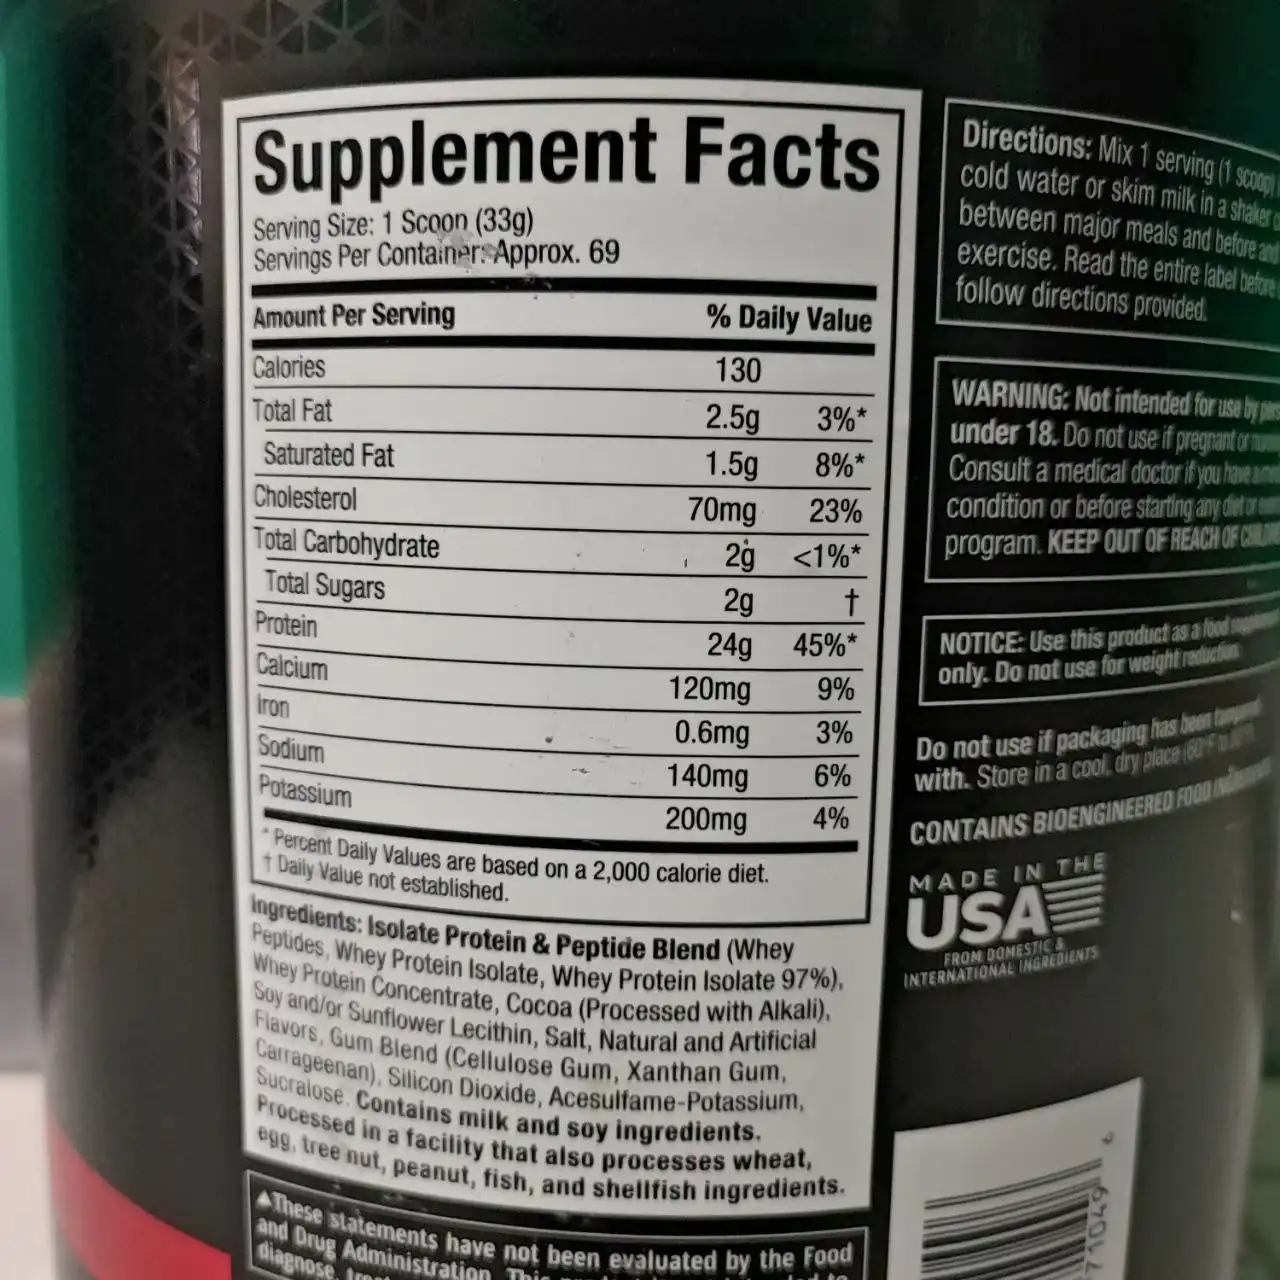 Supplement Facts
Serving Size: 1 Scoop (33g)
Servings Per Container: Approx. 69
Amount Per Serving % Daily Value
Calories 130
Total Fat 2.5g 3%*
Saturated Fat 1.5g 8%*
Cholesterol 70mg 23%
Total Carbohydrate 2g <1%*
Total Sugars 2g †
Protein 24g 45%*
Calcium 120mg 9%
Iron 0.6mg 3%
Sodium 140mg 6%
Potassium 200mg 4%
* Percent Daily Values are based on a 2,000 calorie diet.
† Daily Value not established.
Ingredients: Isolate Protein & Peptide Blend (Whey
Peptides, Whey Protein Isolate, Whey Protein Isolate 97%),
Whey Protein Concentrate, Cocoa (Processed with Alkali),
Soy and/or Sunflower Lecithin, Salt, Natural and Artificial
Flavors, Gum Blend (Cellulose Gum, Xanthan Gum,
Carrageenan), Silicon Dioxide, Acesulfame-Potassium,
Sucralose. Contains milk and soy ingredients.
Processed in a facility that also processes wheat,
egg, tree nut, peanut, fish, and shellfish ingredients.
▲These statements have not been evaluated by the Food
and Drug Administration. This
diagnose,
Directions: Mix 1 serving (1 scoop)
cold water or skim milk in a shaker
between major meals and before and
exercise. Read the entire label before
follow directions provided.
WARNING: Not intended for use by
under 18. Do not use if pregnant or
Consult a medical doctor if you have
condition or before starting any diet or
program. KEEP OUT OF REACH OF
NOTICE: Use this product as a food
only. Do not use for weight reduction.
Do not use if packaging has been
with. Store in a cool, dry place
CONTAINS BIOENGINEERED FOOD
MADE IN THE
USA
FROM DOMESTIC &
INTERNATIONAL INGREDIENTS
71049 6